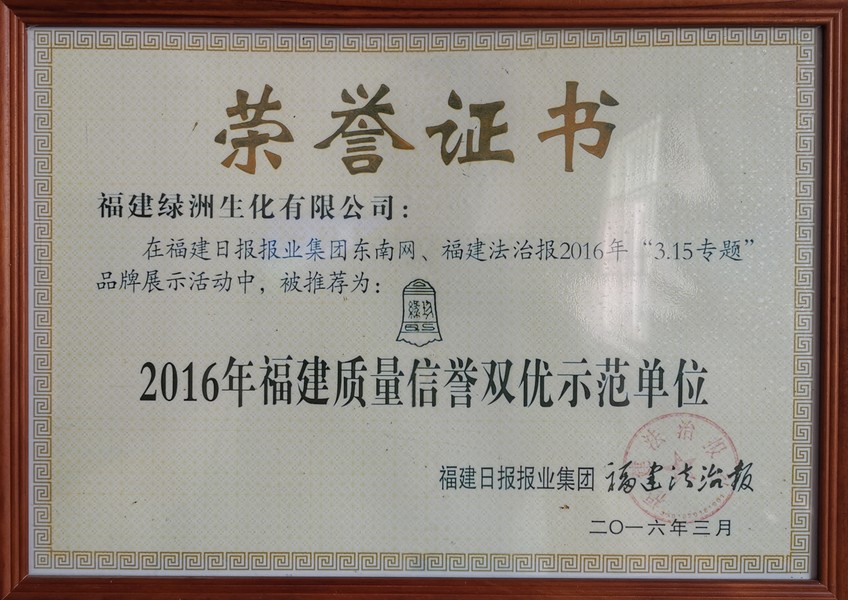 荣誉证书
福建绿洲生化有限公司：
在福建日报报业集团东南网、福建法治报2016年“3.15专题”
品牌展示活动中，被推荐为：
2016年福建质量信誉双优示范单位
福建日报报业集团 福建法治报
二〇一六年三月